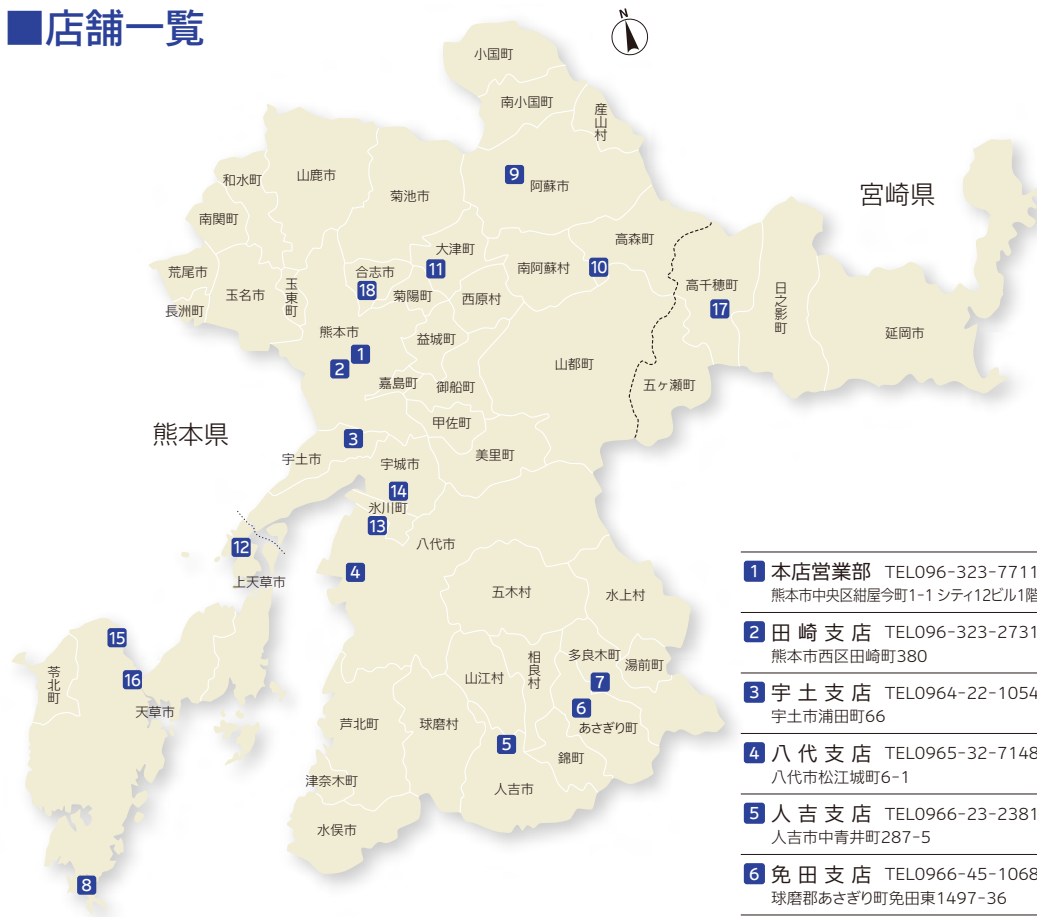 ■店舗一覧
N
小国町
南小国町
産山村
和水町
山鹿市
菊池市
9
阿蘇市
宮崎県
南関町
高森町
大津町
荒尾市
合志市
11
南阿蘇村
10
玉名市
玉東町
18
菊陽町
西原村
高千穂町
日之影町
長洲町
17
熊本市
益城町
延岡市
1
2
山都町
嘉島町
御船町
五ヶ瀬町
甲佐町
熊本県
3
宇土市
宇城市
美里町
14
氷川町
13
12
八代市
4
上天草市
五木村
水上村
15
苓北町
16
相良村
多良木町
湯前町
山江村
7
天草市
6
芦北町
球磨村
あさぎり町
5
錦町
津奈木町
人吉市
水俣市
8
1 本店営業部 TEL096-323-7711
熊本市中央区紺屋今町1-1 シティ12ビル1階
2 田崎支店 TEL096-323-2731
熊本市西区田崎町380
3 宇土支店 TEL0964-22-1054
宇土市浦田町66
4 八代支店 TEL0965-32-7148
八代市松江城町6-1
5 人吉支店 TEL0966-23-2381
人吉市中青井町287-5
6 免田支店 TEL0966-45-1068
球磨郡あさぎり町免田東1497-36